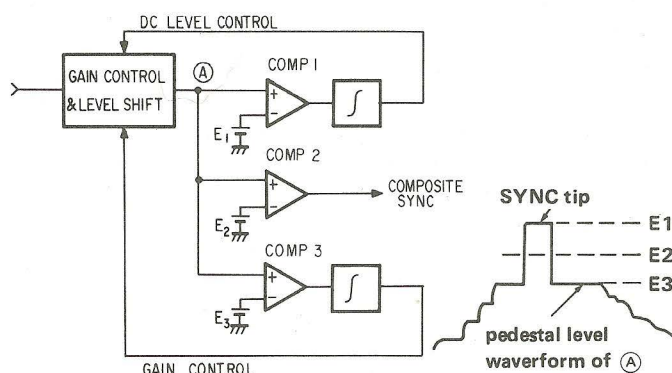 DC LEVEL CONTROL
GAIN CONTROL
& LEVEL SHIFT
A
COMP 1
+
−
∫
E1
COMP 2
+
−
E2
COMPOSITE
SYNC
COMP 3
+
−
∫
E3
GAIN CONTROL
SYNC tip
E1
E2
E3
pedestal level
waveform of A